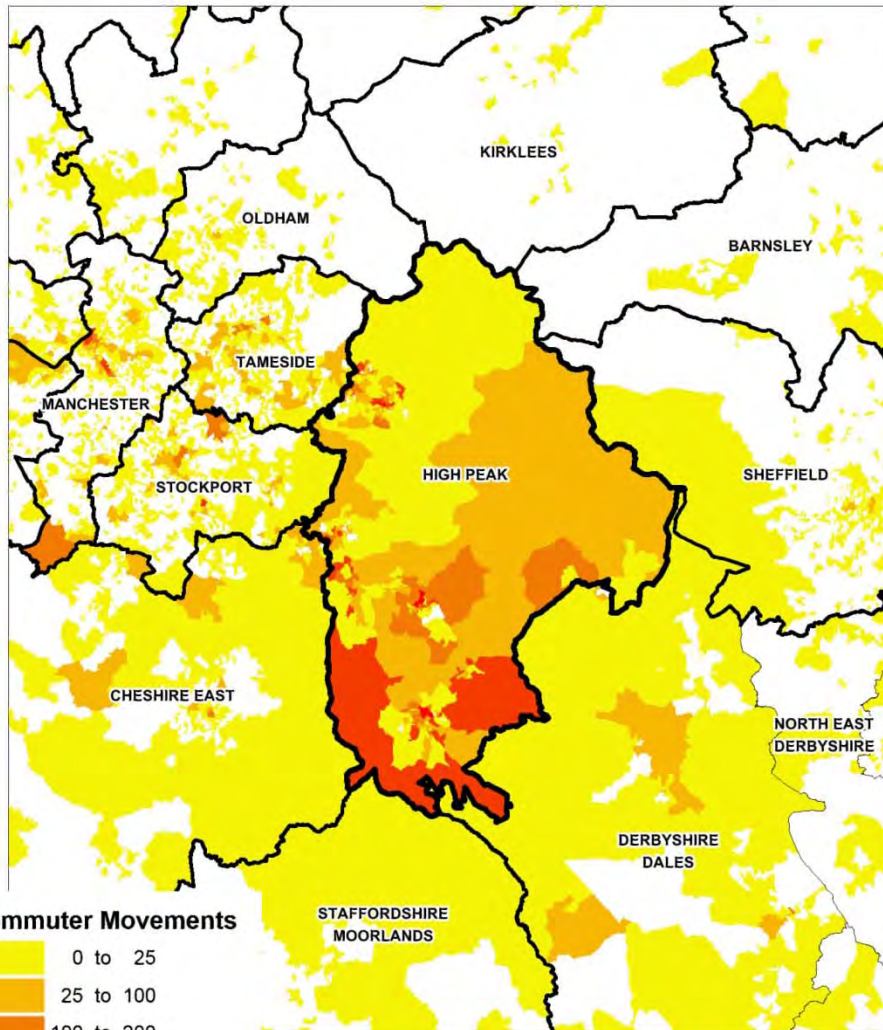 KIRKLEES
OLDHAM
BARNSLEY
TAMESIDE
MANCHESTER
HIGH PEAK
SHEFFIELD
STOCKPORT
CHESHIRE EAST
NORTH EAST
DERBYSHIRE
DERBYSHIRE
DALES
STAFFORDSHIRE
MOORLANDS
mmuter Movements
0 to 25
25 to 100